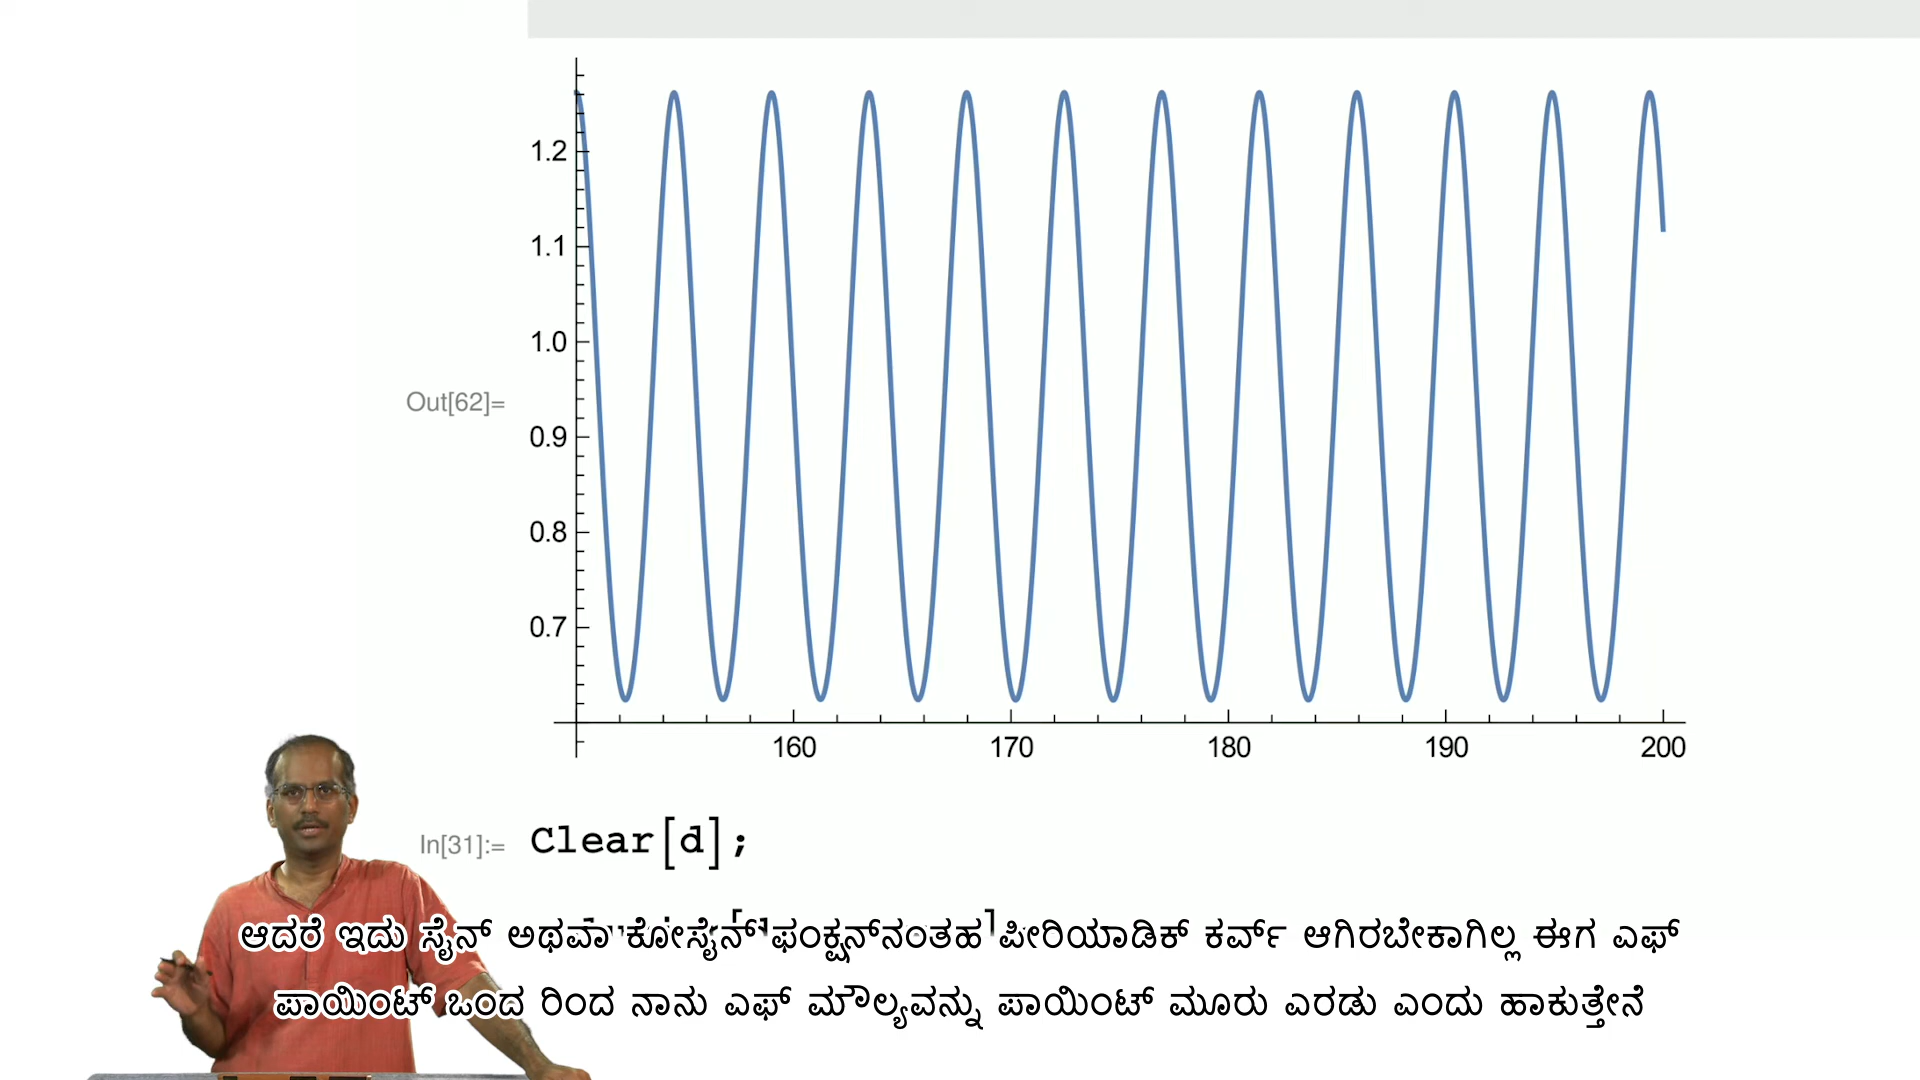 1.2
1.1
1.0
Out[62]=
0.9
0.8
0.7
160 170 180 190 200
In[31]:= Clear[d];
ಆದರೆ ಇದು ಸೈನ್ ಅಥವಾ ಕೋಸೈನ್ ಫಂಕ್ಷನ್‌ನಂತಹ ಪೀರಿಯಾಡಿಕ್ ಕರ್ವ್ ಆಗಿರಬೇಕಾಗಿಲ್ಲ ಈಗ ಎಫ್
ಪಾಯಿಂಟ್ ಒಂದ ರಿಂದ ನಾನು ಎಫ್ ಮೌಲ್ಯವನ್ನು ಪಾಯಿಂಟ್ ಮೂರು ಎರಡು ಎಂದು ಹಾಕುತ್ತೇನೆ